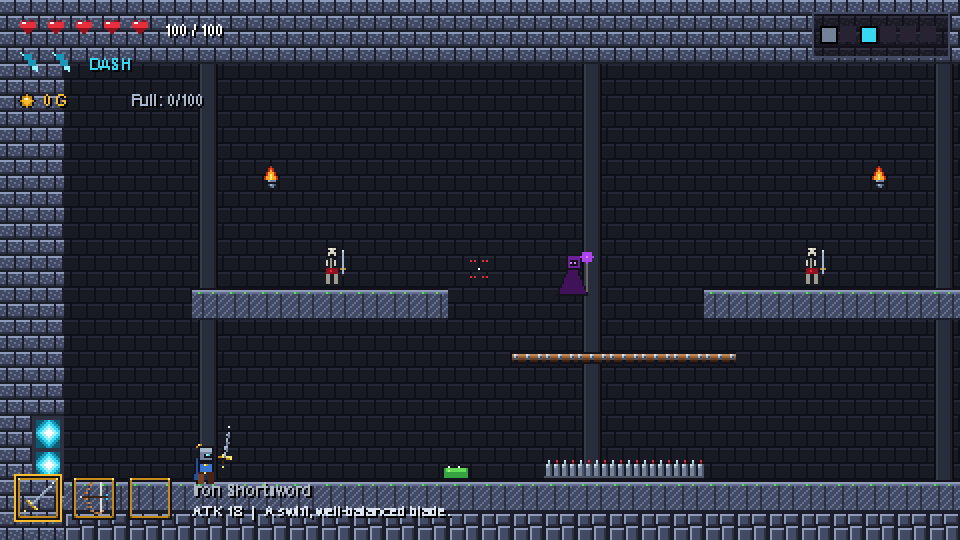 100 / 100
DASH
0 G
Full: 0/100
Iron Shortsword
ATK 18 | A swift, well-balanced blade.